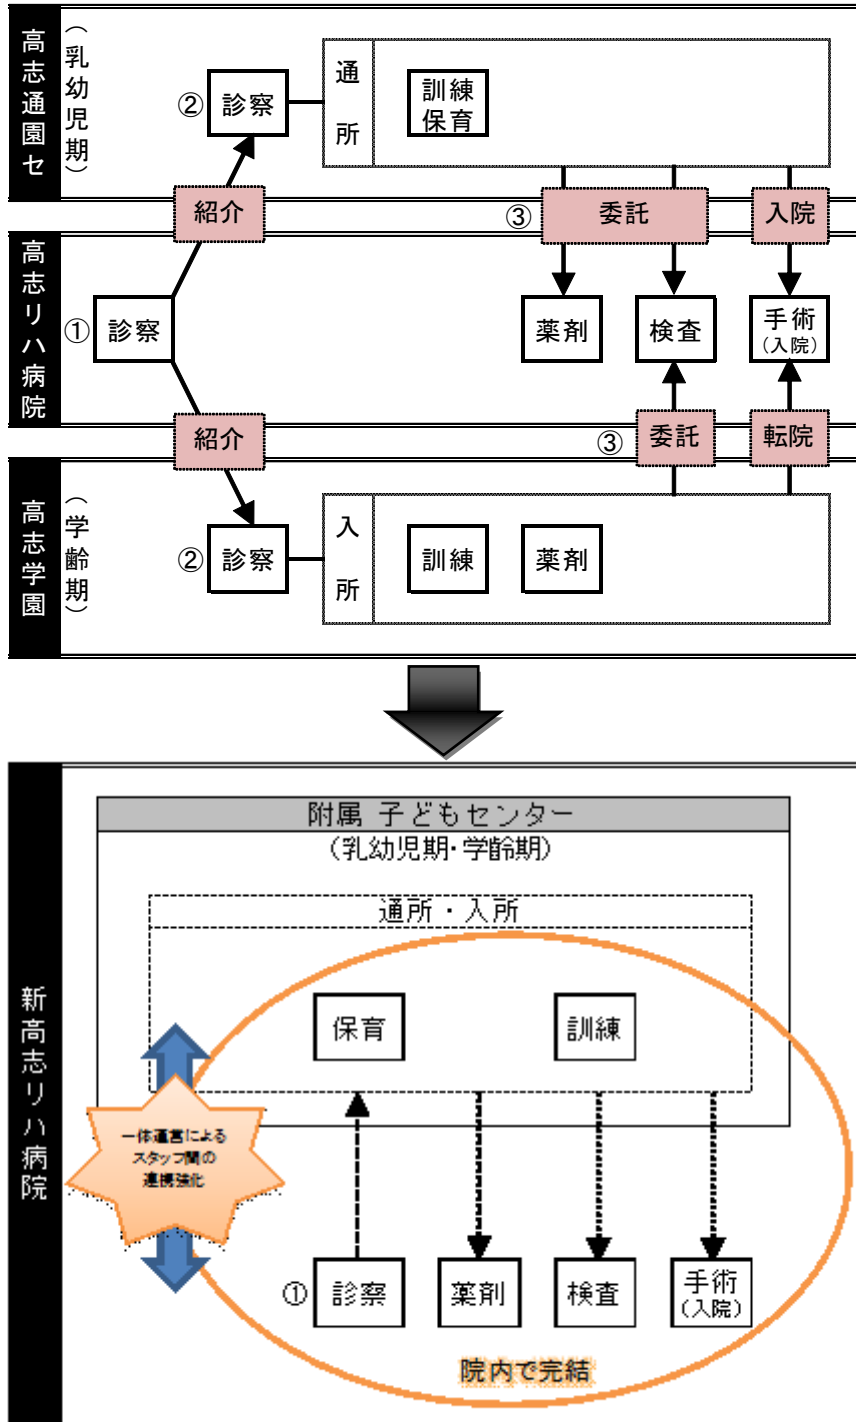 高志通園セ
（乳幼児期）
② 診察
通所
訓練
保育
紹介
③ 委託
入院
高志リハ病院
① 診察
薬剤
検査
手術
（入院）
紹介
③ 委託
転院
高志学園
（学齢期）
② 診察
入所
訓練
薬剤
新高志リハ病院
附属 子どもセンター
（乳幼児期・学齢期）
通所・入所
保育
訓練
一体運営による
スタッフ間の
連携強化
① 診察
薬剤
検査
手術
（入院）
院内で完結